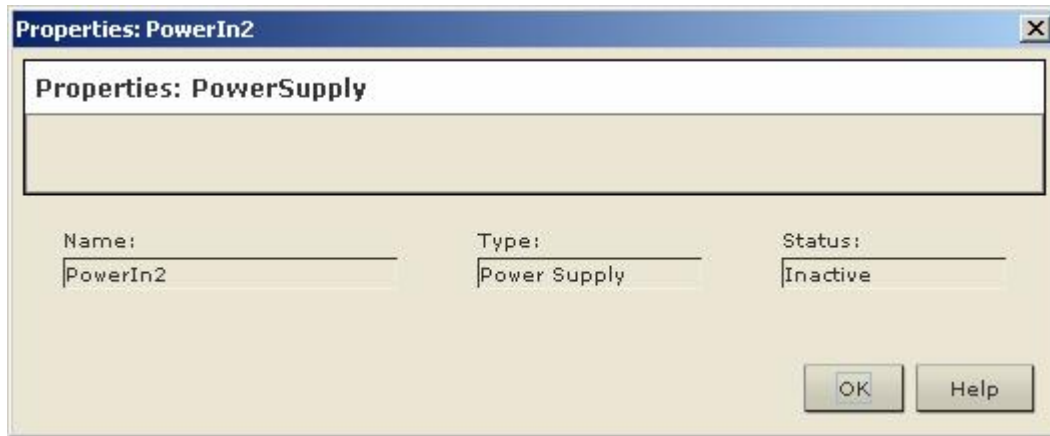 Properties: PowerIn2
Properties: PowerSupply
Name: Type: Status:
PowerIn2 Power Supply Inactive
OK Help